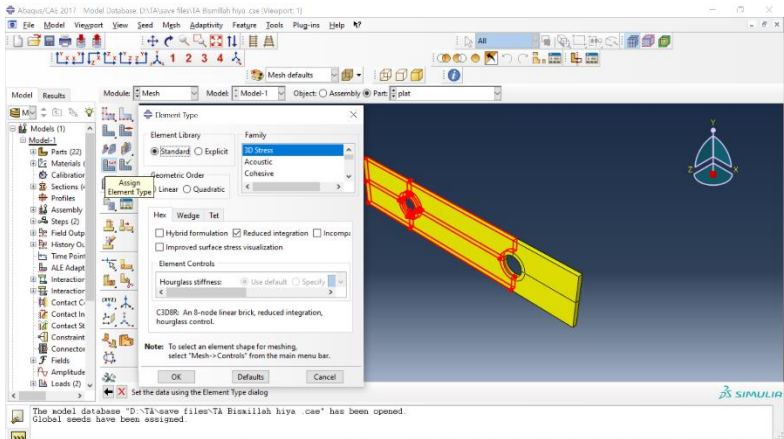 Abaqus/CAE 2017 - Model Database: D:\TA\save files\TA Bismillah hiya .cae [Viewport: 1]
File Model Viewport View Seed Mesh Adaptivity Feature Tools Plug-ins Help
All
1 2 3 4
Mesh defaults
Model Results Module: Mesh Model: Model-1 Object: Assembly Part: plat
Models (1)
Model-1
Parts (22)
Materials (
Calibration
Sections (
Profiles
Assembly
Steps (2)
Field Outp
History Ou
Time Point
ALE Adapt
Interaction
Interaction
Contact C
Contact In
Contact St
Constraint
Connector
Fields
Amplitude
Loads (2)
Assign
Element Type
(XYZ)
Element Type
Element Library
Standard Explicit
Geometric Order
Linear Quadratic
Family
3D Stress
Acoustic
Cohesive
Hex Wedge Tet
Hybrid formulation Reduced integration Incompa
Improved surface stress visualization
Element Controls
Hourglass stiffness: Use default Specify
C3D8R: An 8-node linear brick, reduced integration,
hourglass control.
Note: To select an element shape for meshing,
select "Mesh->Controls" from the main menu bar.
OK Defaults Cancel
Y
Z X
Set the data using the Element Type dialog
SIMULIA
The model database "D:\TA\save files\TA Bismillah hiya .cae" has been opened.
Global seeds have been assigned.